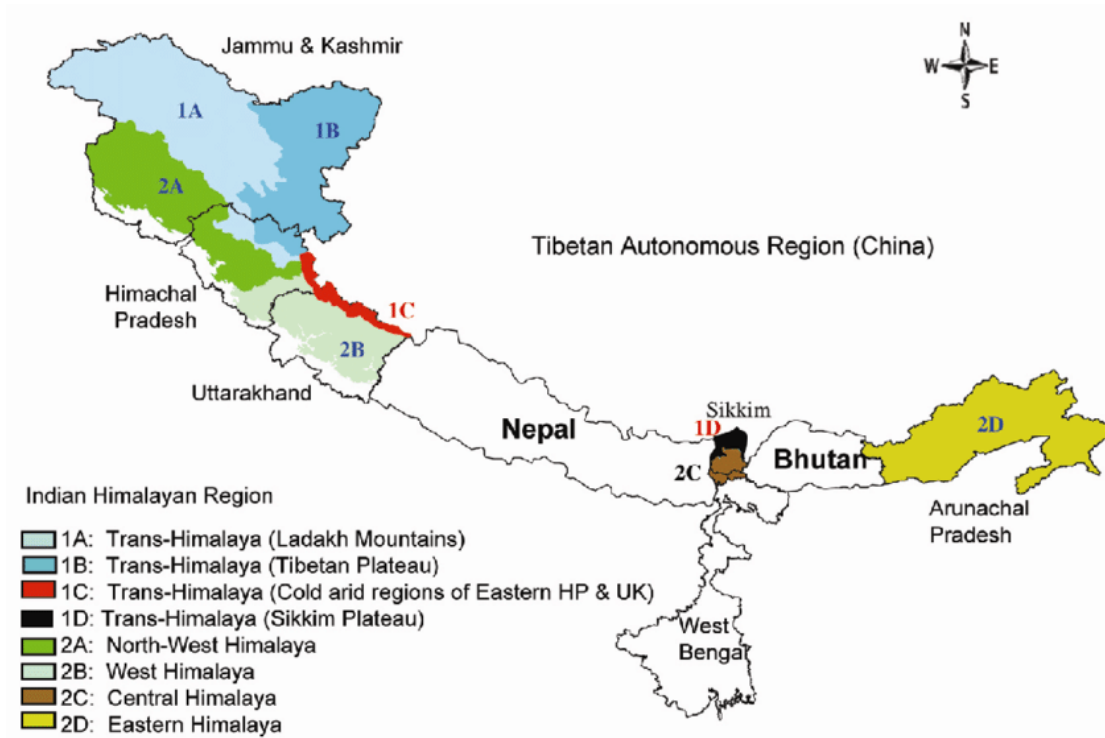 Jammu & Kashmir
N
W E
S
1A
1B
2A
Tibetan Autonomous Region (China)
Himachal
Pradesh
1C
2B
Uttarakhand
Sikkim
1D
Nepal
2D
2C
Bhutan
Arunachal
Pradesh
West
Bengal
Indian Himalayan Region
1A: Trans-Himalaya (Ladakh Mountains)
1B: Trans-Himalaya (Tibetan Plateau)
1C: Trans-Himalaya (Cold arid regions of Eastern HP & UK)
1D: Trans-Himalaya (Sikkim Plateau)
2A: North-West Himalaya
2B: West Himalaya
2C: Central Himalaya
2D: Eastern Himalaya